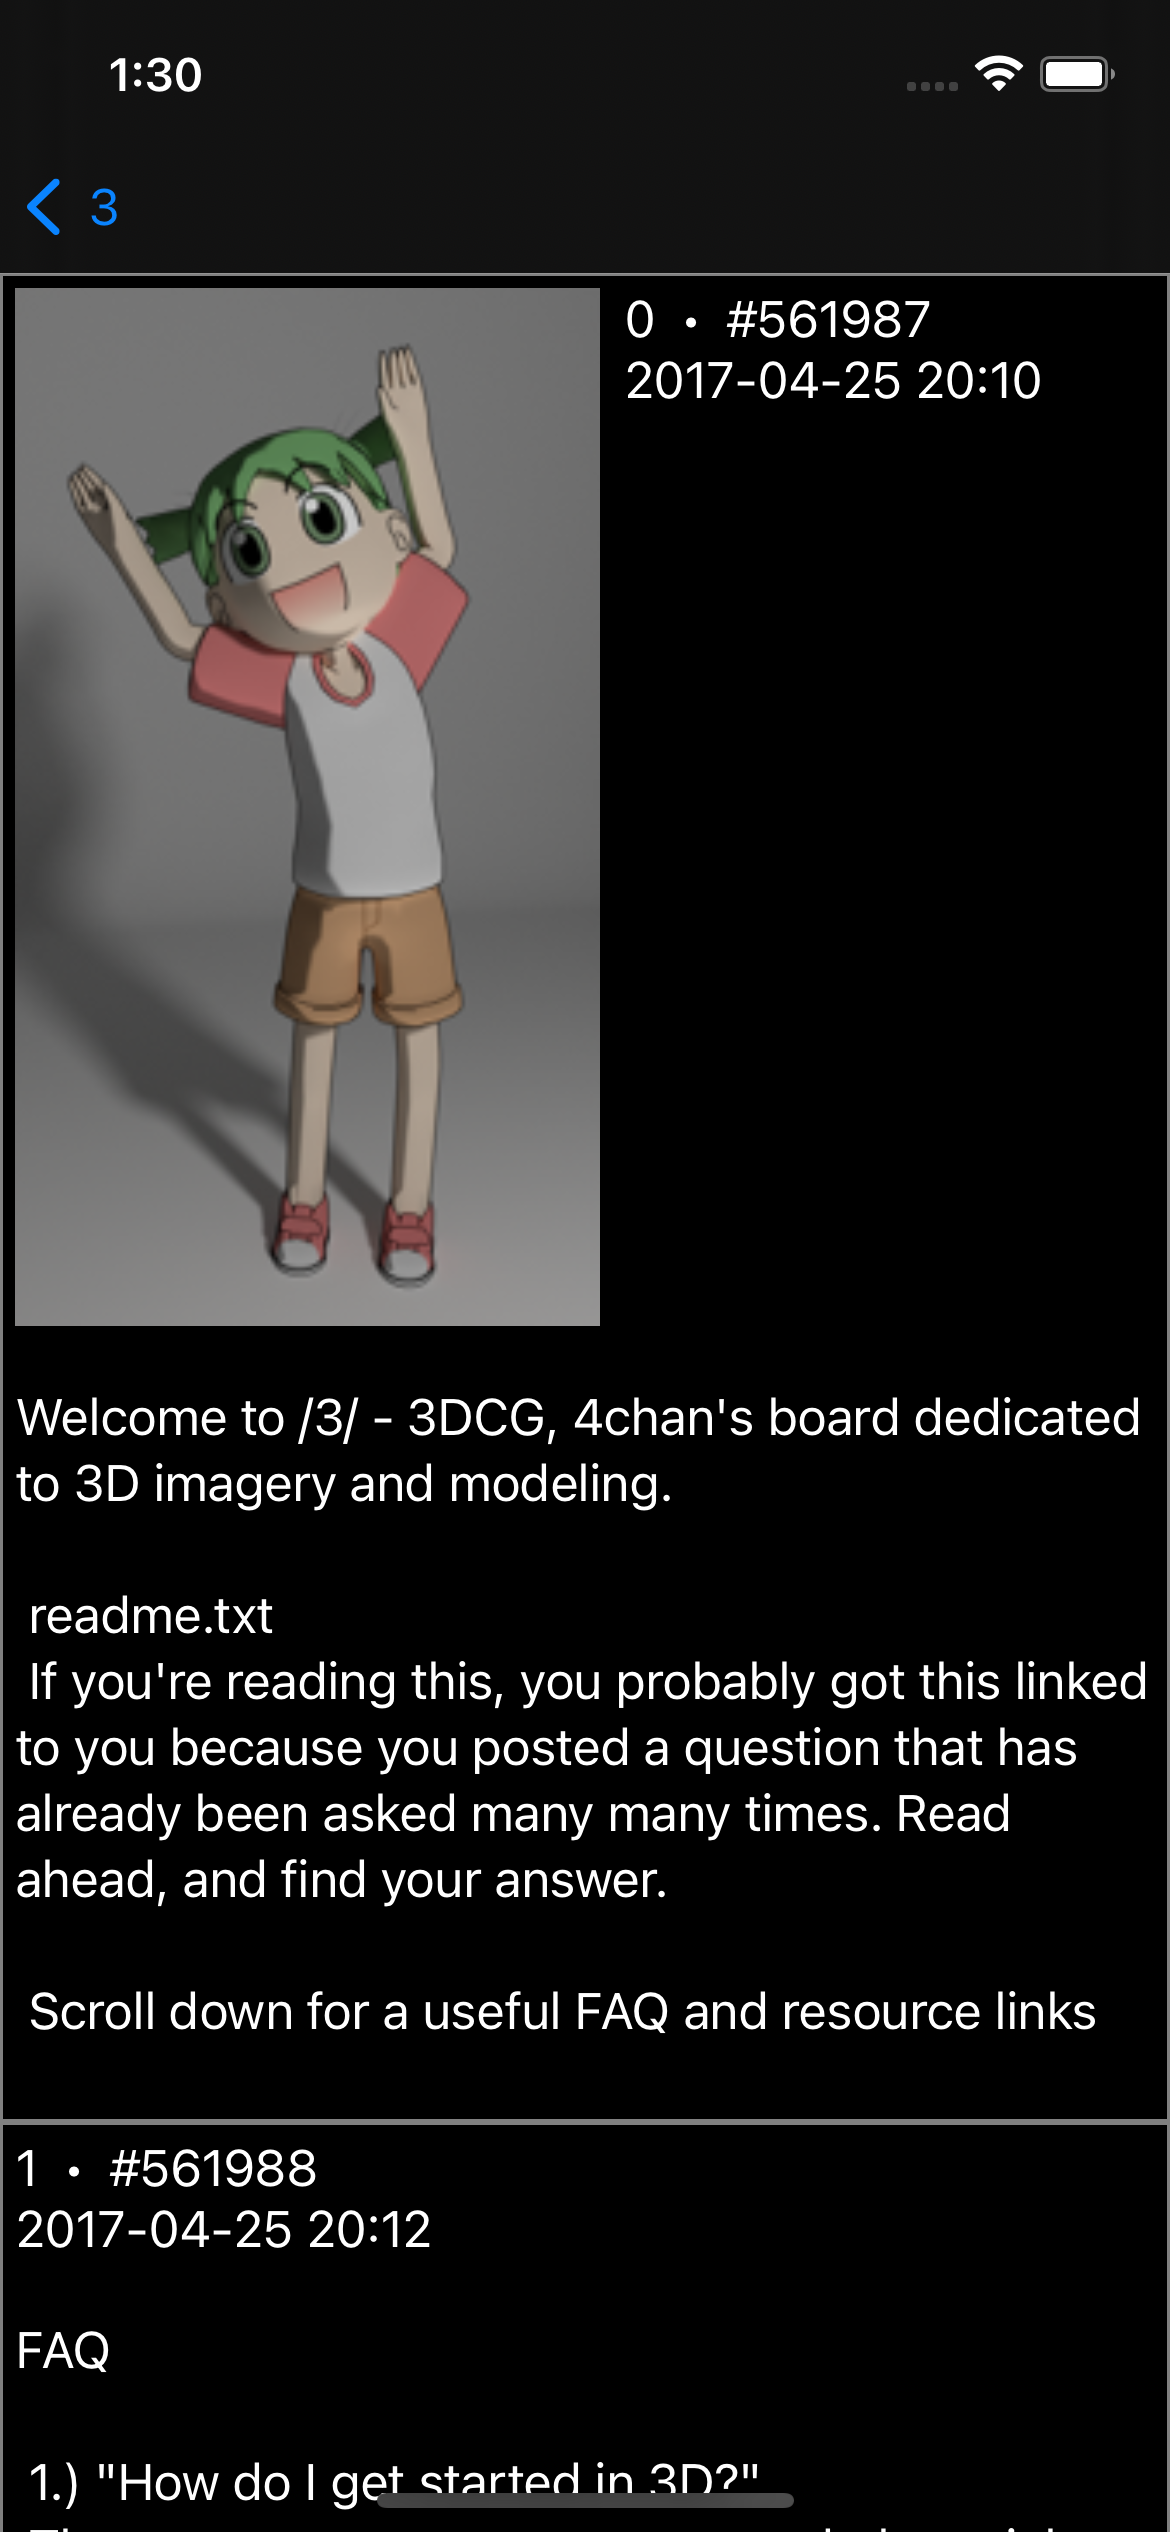 1:30
3
0 • #561987
2017-04-25 20:10
Welcome to /3/ - 3DCG, 4chan's board dedicated
to 3D imagery and modeling.
readme.txt
If you're reading this, you probably got this linked
to you because you posted a question that has
already been asked many many times. Read
ahead, and find your answer.
Scroll down for a useful FAQ and resource links
1 • #561988
2017-04-25 20:12
FAQ
1.) "How do I get started in 3D?"